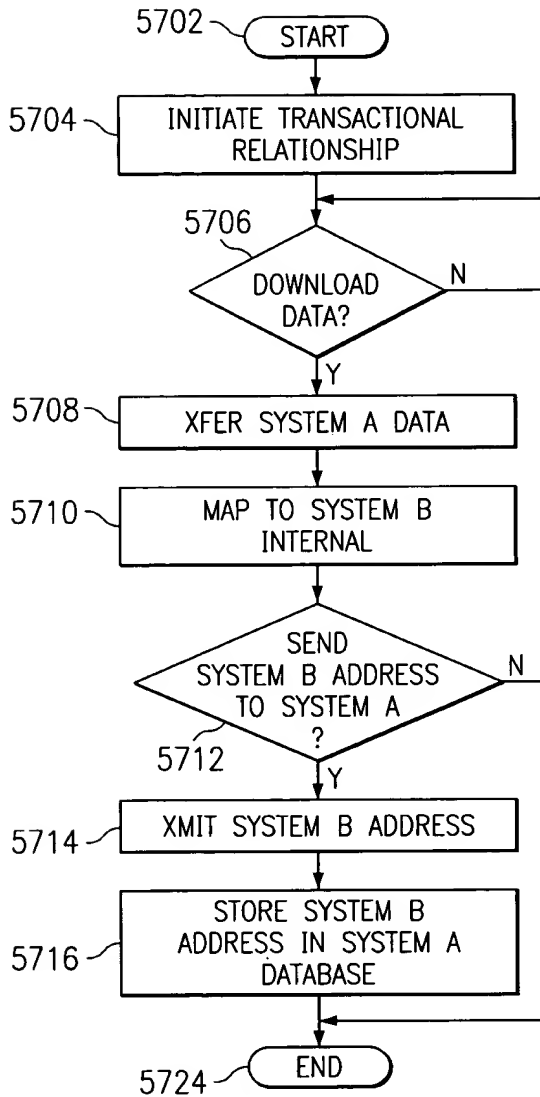 5702
START
5704
INITIATE TRANSACTIONAL
RELATIONSHIP
5706
DOWNLOAD
DATA?
N
Y
5708
XFER SYSTEM A DATA
5710
MAP TO SYSTEM B
INTERNAL
SEND
SYSTEM B ADDRESS
TO SYSTEM A
?
N
5712
Y
5714
XMIT SYSTEM B ADDRESS
5716
STORE SYSTEM B
ADDRESS IN SYSTEM A
DATABASE
5724
END